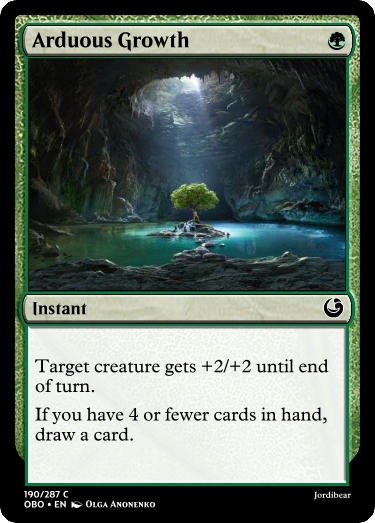 Arduous Growth
Instant
Target creature gets +2/+2 until end
of turn.
If you have 4 or fewer cards in hand,
draw a card.
190/287 C
OBO • EN Olga Anonenko
Jordibear